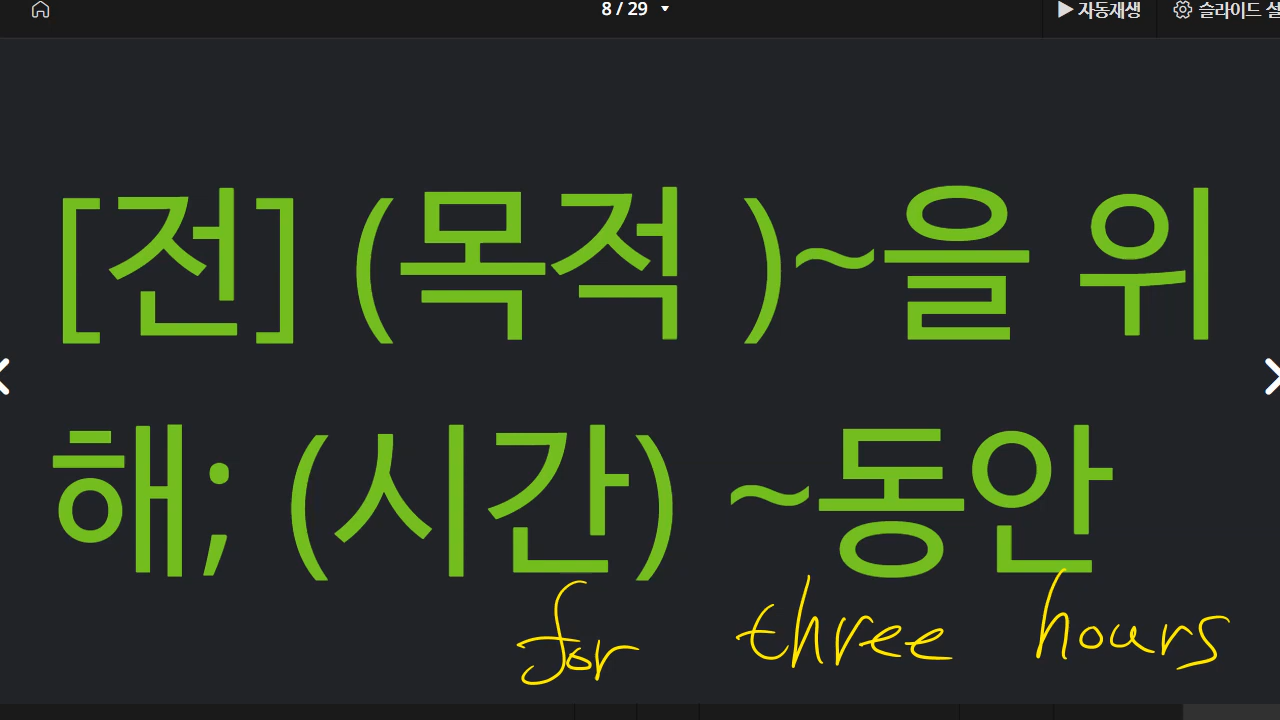 8 / 29
자동재생
슬라이드
[전] (목적 )~을 위
해; (시간) ~동안
for three hours